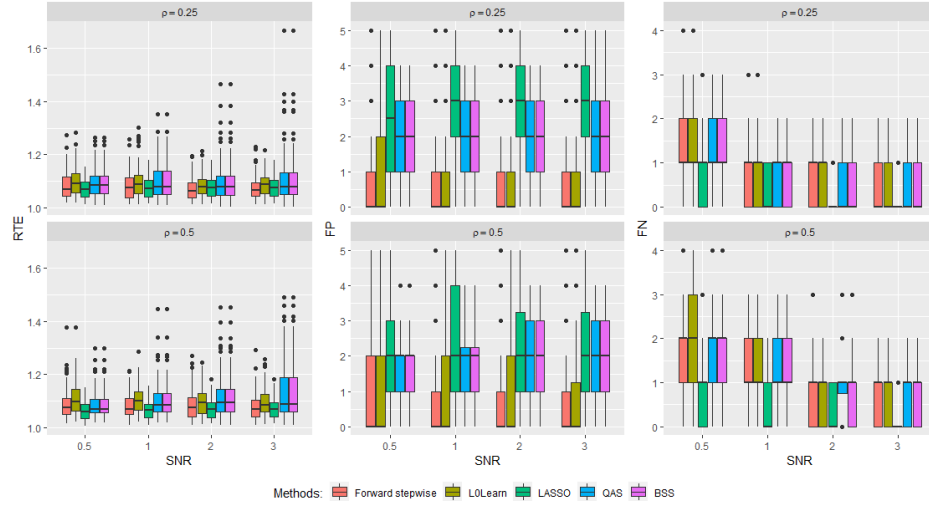 ρ = 0.25
ρ = 0.25
ρ = 0.25
1.6
1.4
1.2
1.0
5
4
3
2
1
0
4
3
2
1
0
RTE
FP
FN
ρ = 0.5
ρ = 0.5
ρ = 0.5
1.6
1.4
1.2
1.0
5
4
3
2
1
0
4
3
2
1
0
0.5 1 2 3
0.5 1 2 3
0.5 1 2 3
SNR
SNR
SNR
Methods: Forward stepwise L0Learn LASSO QAS BSS